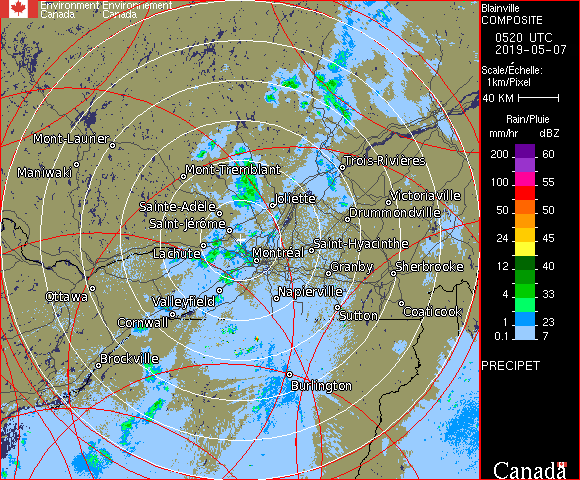 Environment Environnement
Canada Canada
Blainville
COMPOSITE
0520 UTC
2019-05-07
Scale/Échelle:
1km/Pixel
40 KM
Rain/Pluie
mm/hr dBZ
200 60
100 55
50 50
24 45
12 40
4 33
1 23
0.1 7
PRECIPET
Mont-Laurier
Maniwaki
Mont-Tremblant
Trois-Rivières
Sainte-Adele
Joliette
Victoriaville
Saint-Jérôme
Drummondville
Lachute
Montréal
Saint-Hyacinthe
Granby
Sherbrooke
Ottawa
Valleyfield
Napierville
Cornwall
Sutton
Coaticook
Brockville
Burlington
Canada